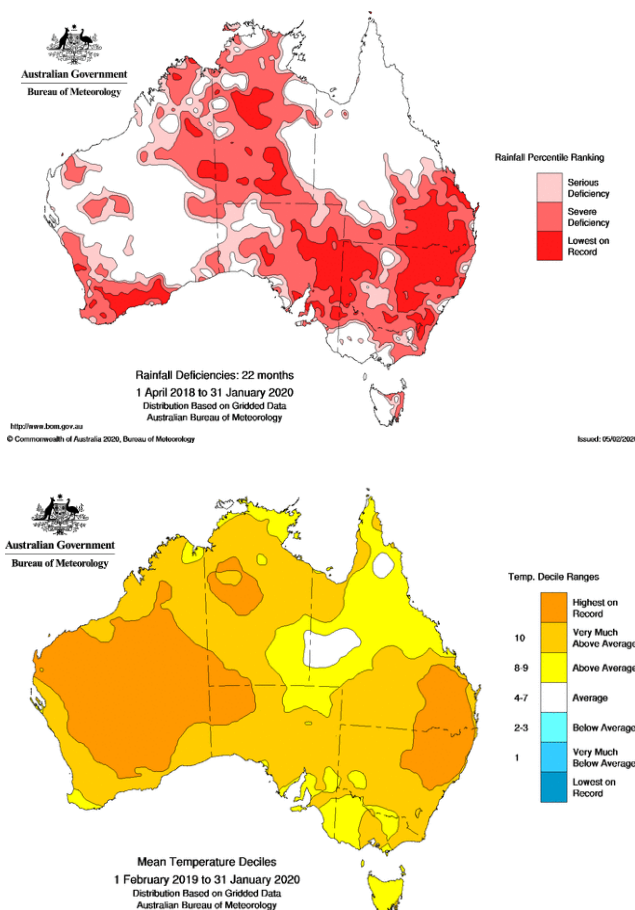 Australian Government
Bureau of Meteorology
Rainfall Percentile Ranking
Serious
Deficiency
Severe
Deficiency
Lowest on
Record
Rainfall Deficiencies: 22 months
1 April 2018 to 31 January 2020
Distribution Based on Gridded Data
Australian Bureau of Meteorology
http://www.bom.gov.au
© Commonwealth of Australia 2020, Bureau of Meteorology
Issued: 05/02/2020
Australian Government
Bureau of Meteorology
Temp. Decile Ranges
Highest on
Record
10 Very Much
Above Average
8-9 Above Average
4-7 Average
2-3 Below Average
1 Very Much
Below Average
Lowest on
Record
Mean Temperature Deciles
1 February 2019 to 31 January 2020
Distribution Based on Gridded Data
Australian Bureau of Meteorology